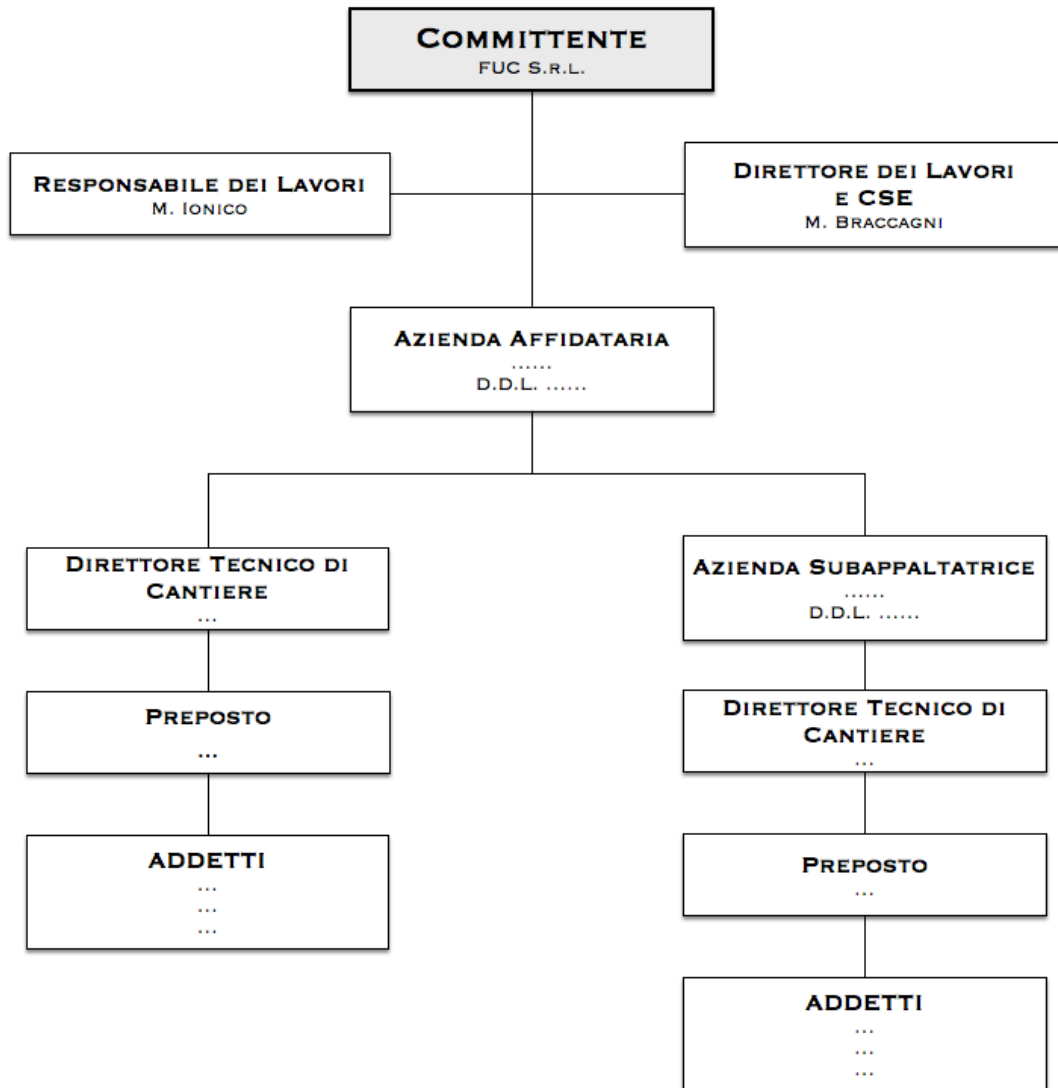 Committente
FUC S.r.l.
Responsabile dei Lavori
M. Ionico
Direttore dei Lavori
e CSE
M. Braccagni
Azienda Affidataria
......
D.D.L. ......
Direttore Tecnico di
Cantiere
...
Preposto
...
ADDETTI
...
...
...
Azienda Subappaltatrice
......
D.D.L. ......
Direttore Tecnico di
Cantiere
...
Preposto
...
ADDETTI
...
...
...